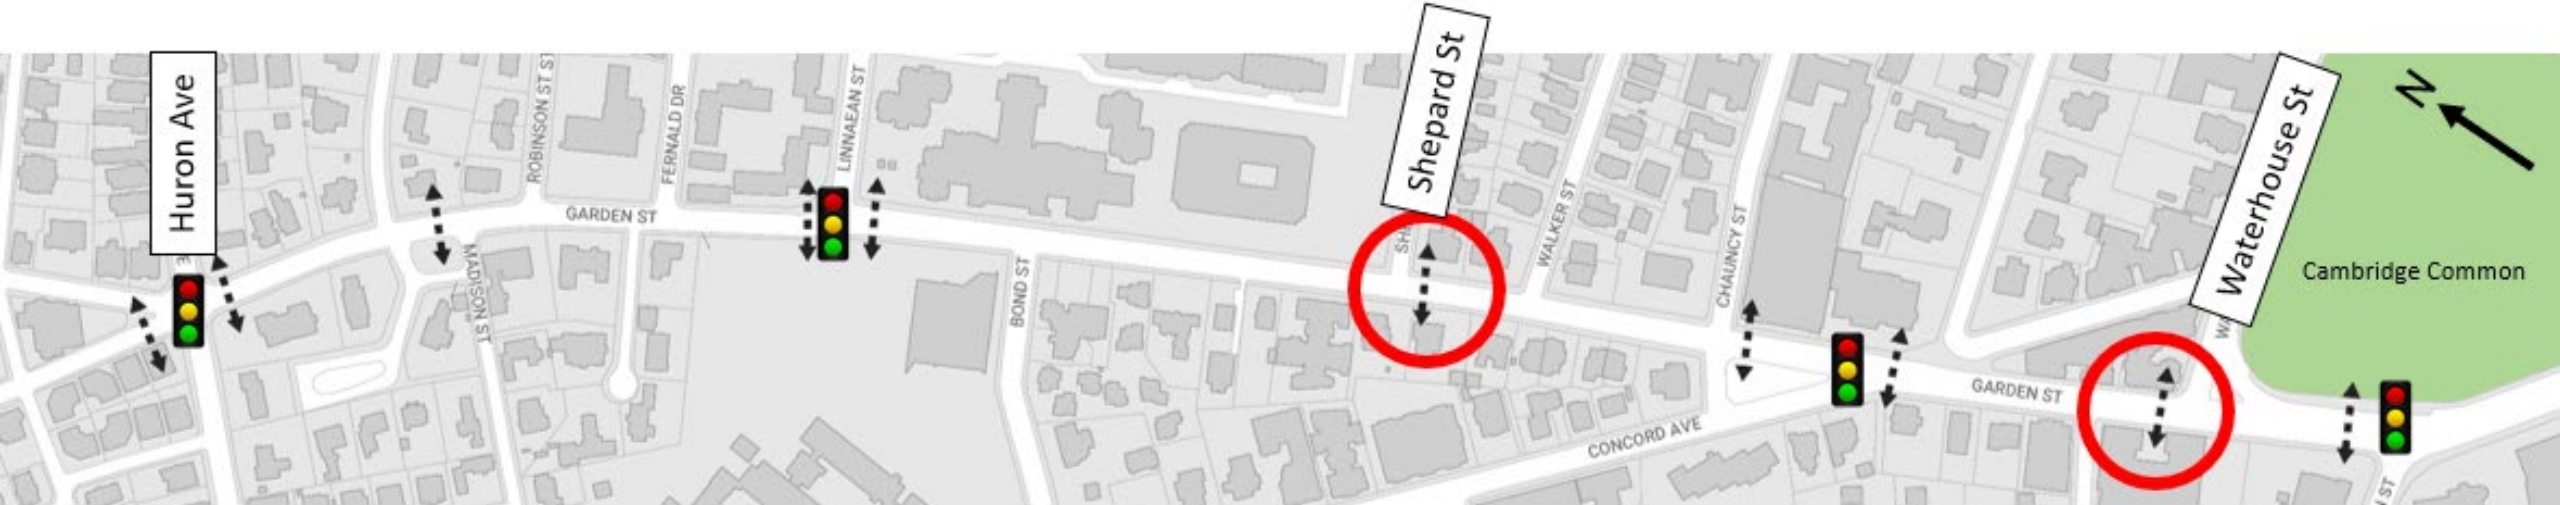 Huron Ave
ROBINSON ST
FERNALD DR
LINNAEAN ST
GARDEN ST
MADISON ST
BOND ST
Shepard St
WALKER ST
CHAUNCY ST
CONCORD AVE
GARDEN ST
Waterhouse St
Cambridge Common
N